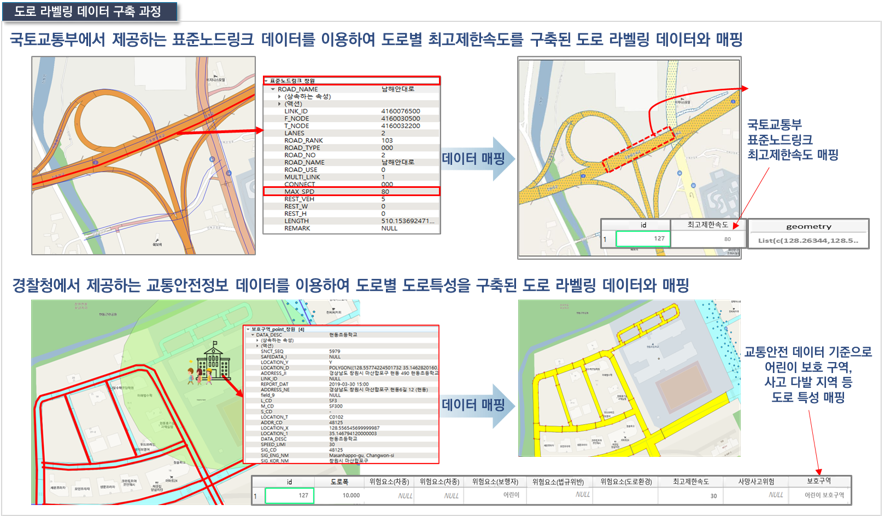 도로 라벨링 데이터 구축 과정
국토교통부에서 제공하는 표준노드링크 데이터를 이용하여 도로별 최고제한속도를 구축된 도로 라벨링 데이터와 매핑
표준노드링크 창원
ROAD_NAME 남해안대로
(상속하는 속성)
(액션)
LINK_ID 4160076500
F_NODE 4160030500
T_NODE 4160032200
LANES 2
ROAD_RANK 103
ROAD_TYPE 000
ROAD_NO 2
ROAD_NAME 남해안대로
ROAD_USE 0
MULTI_LINK 1
CONNECT 000
MAX_SPD 80
REST_VEH 5
REST_W 0
REST_H 0
LENGTH 510.153692471...
REMARK NULL
데이터 매핑
국토교통부
표준노드링크
최고제한속도 매핑
id 최고제한속도 geometry
1 127 80 List(c(128.26344,128.5...
경찰청에서 제공하는 교통안전정보 데이터를 이용하여 도로별 도로특성을 구축된 도로 라벨링 데이터와 매핑
보호구역_point_창원 [4]
DATA_DESC 현동초등학교
(상속하는 속성)
(액션)
SNCT_SEQ 5979
SAFEDATA_I NULL
LOCATION_Y Y
LOCATION_D POLYGON((128.55774224501732 35.1462820160
ADDRESS_JI 경상남도 창원시 마산합포구 현동 490 현동초등학교
LINK_ID NULL
REPORT_DAT 2019-03-30 15:00
ADDRESS_NE 경상남도 창원시 마산합포구 현동6길 12 (현동)
NULL
S_CD SF3
M_CD SF300
S_CD -
LOCATION_T C0102
ADDR_CD 48125
LOCATION_X 128.556545699999987
LOCATION_1 35.146794120000003
DATA_DESC 현동초등학교
SPEED_LIMI 30
SIG_CD 48125
SIG_ENG_NM Masanhappo-gu, Changwon-si
SIG_KOR_NM 창원시 마산합포구
데이터 매핑
교통안전 데이터 기준으로
어린이 보호 구역,
사고 다발 지역 등
도로 특성 매핑
id 도로폭 위험요소(차종) 위험요소(차종) 위험요소(보행자) 위험요소(법규위반) 위험요소(도로환경) 최고제한속도 사망사고위험 보호구역
1 127 10.000 NULL NULL 어린이 NULL 30 NULL 어린이 보호구역